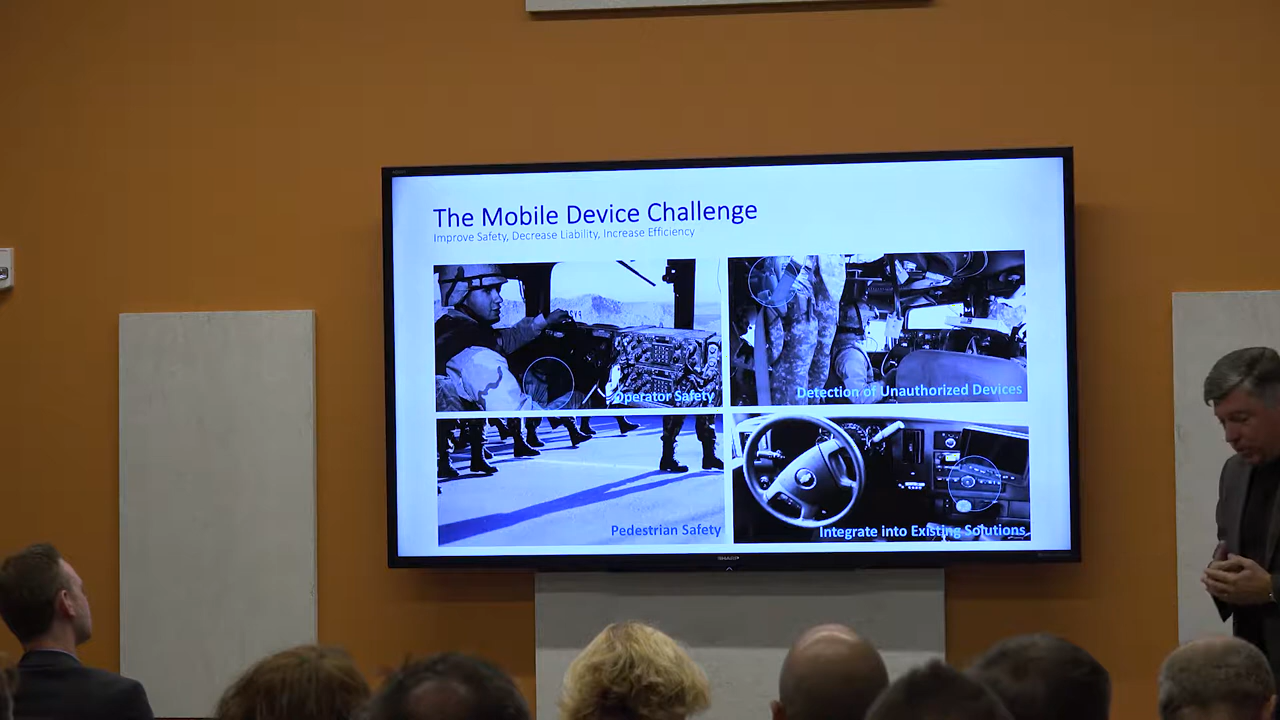 The Mobile Device Challenge
Improve Safety, Decrease Liability, Increase Efficiency
Operator Safety
Detection of Unauthorized Devices
Pedestrian Safety
Integrate into Existing Solutions